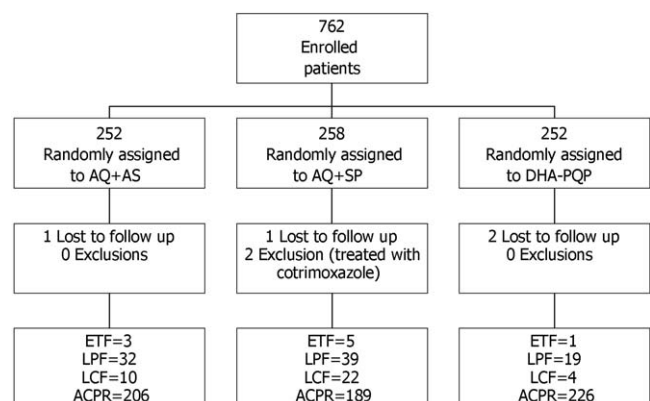 762
Enrolled
patients
252
Randomly assigned
to AQ+AS
258
Randomly assigned
to AQ+SP
252
Randomly assigned
to DHA-PQP
1 Lost to follow up
0 Exclusions
1 Lost to follow up
2 Exclusion (treated with
cotrimoxazole)
2 Lost to follow up
0 Exclusions
ETF=3
LPF=32
LCF=10
ACPR=206
ETF=5
LPF=39
LCF=22
ACPR=189
ETF=1
LPF=19
LCF=4
ACPR=226